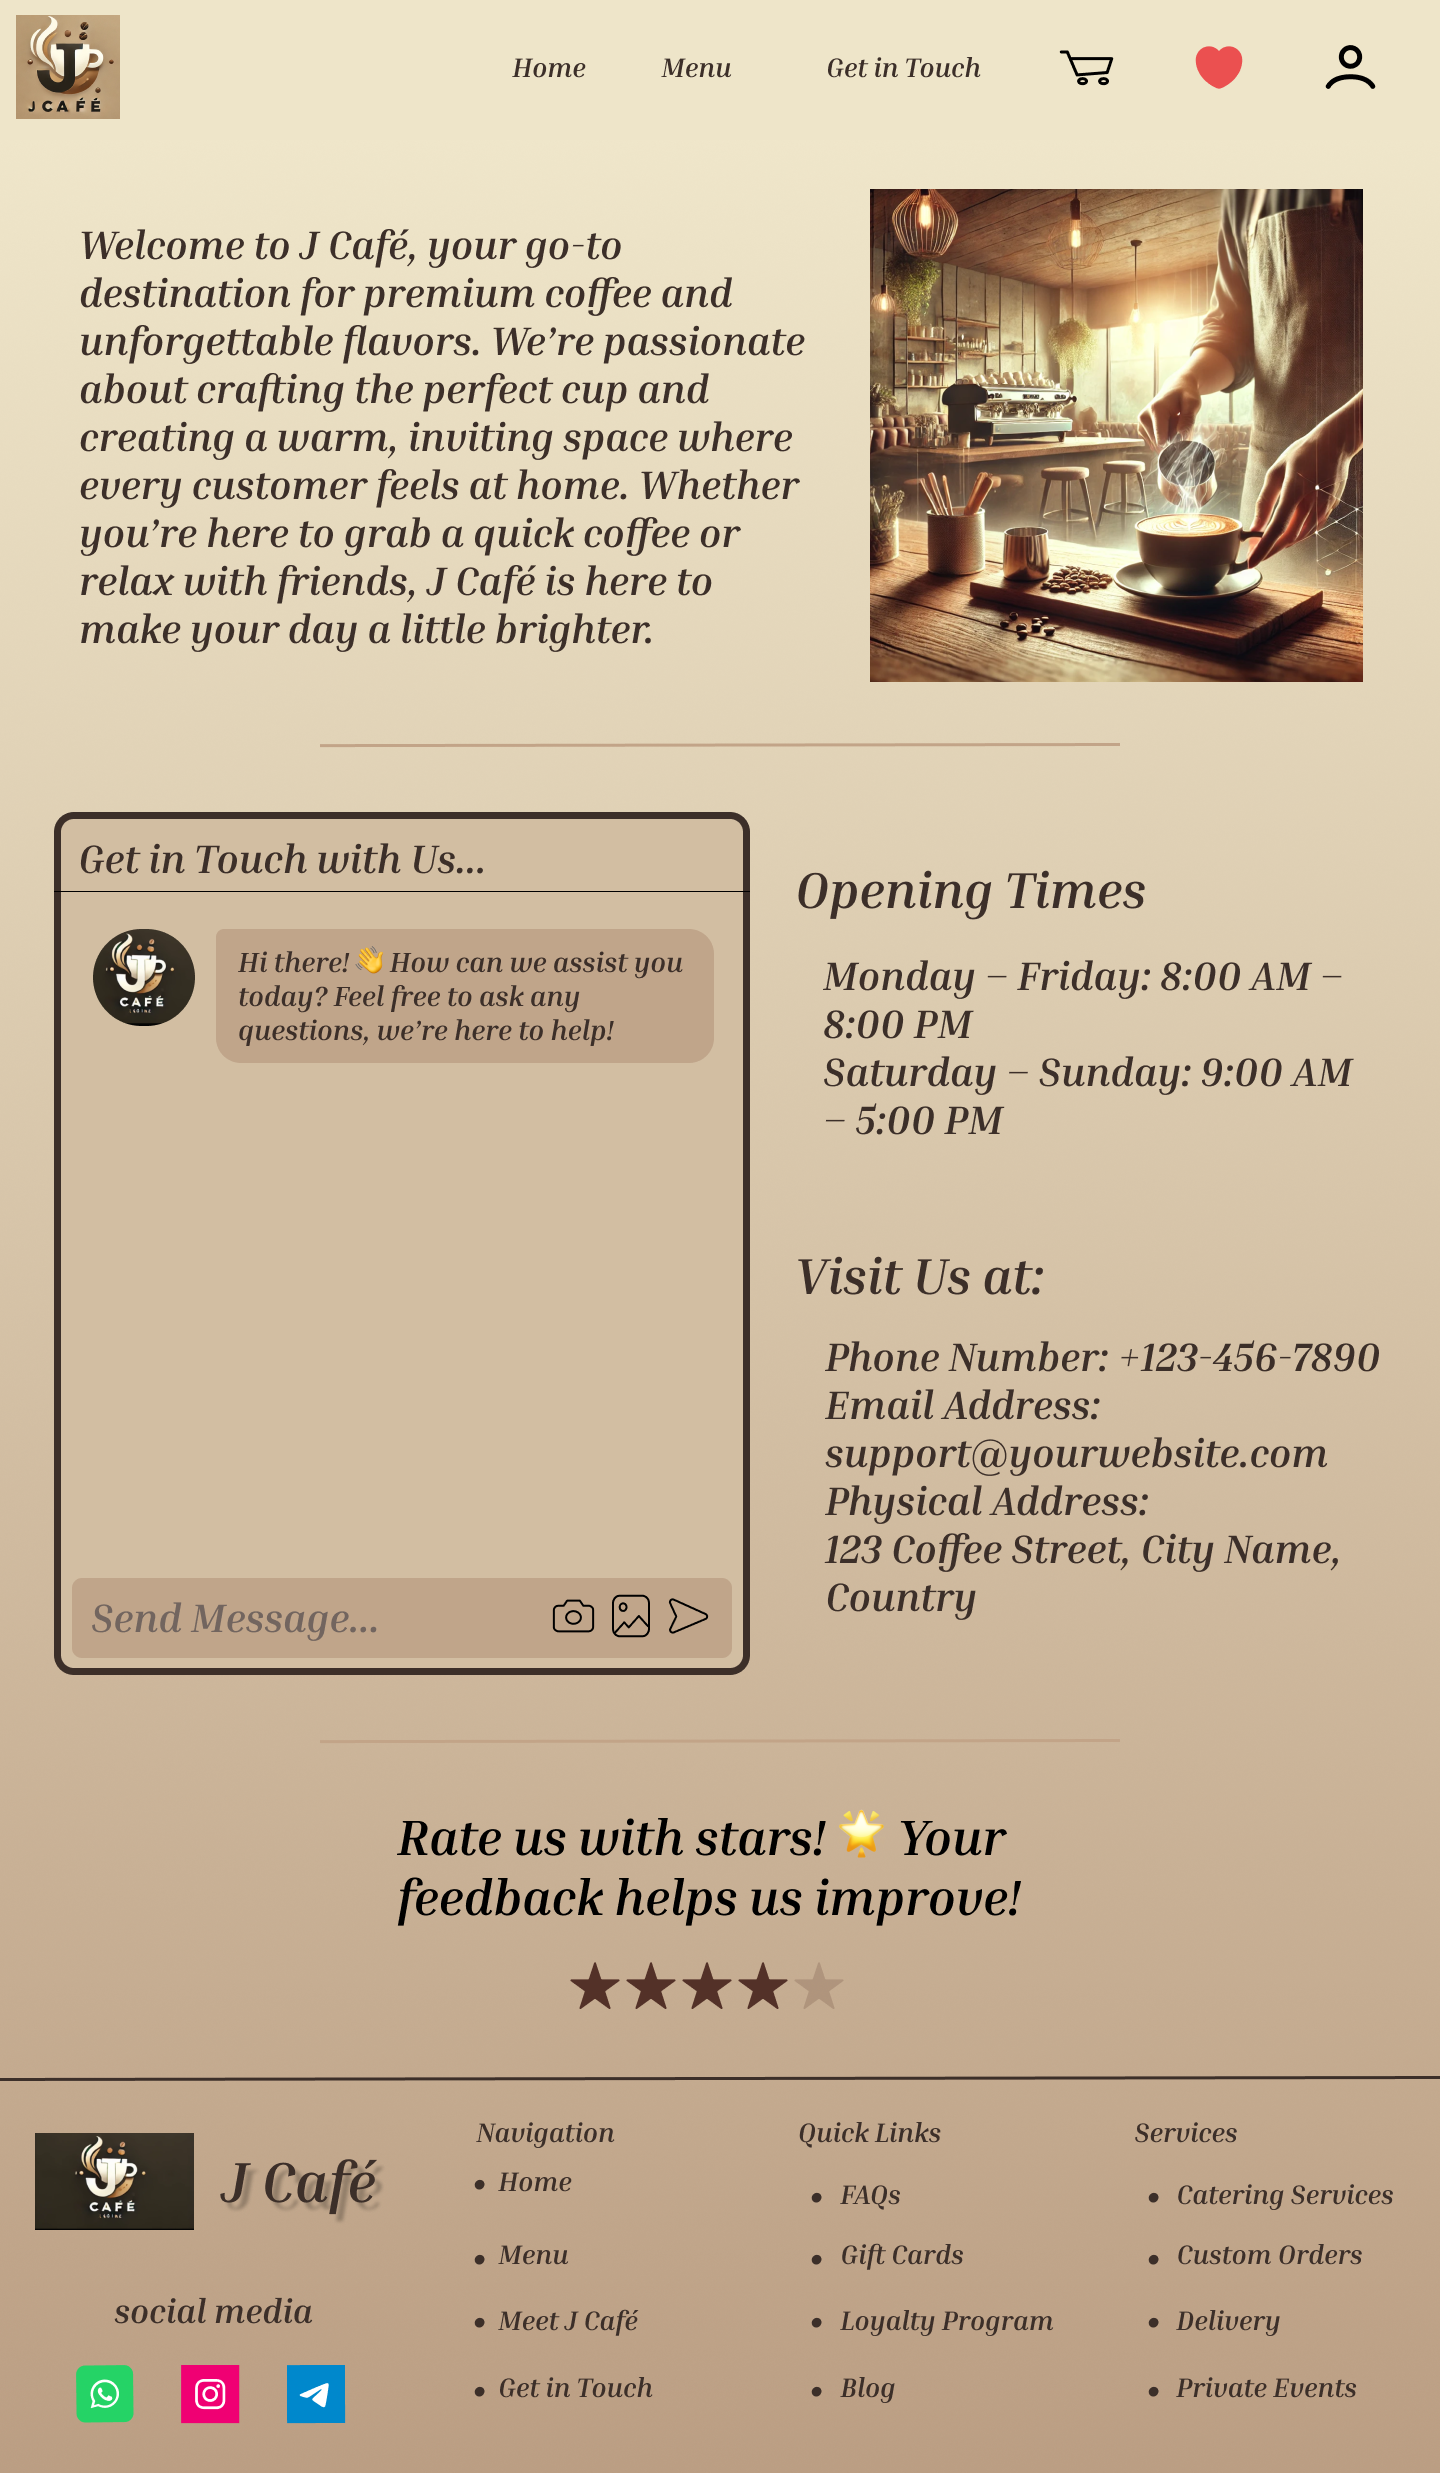 J CAFÉ
Home Menu Get in Touch
Welcome to J Café, your go-to
destination for premium coffee and
unforgettable flavors. We’re passionate
about crafting the perfect cup and
creating a warm, inviting space where
every customer feels at home. Whether
you’re here to grab a quick coffee or
relax with friends, J Café is here to
make your day a little brighter.
Get in Touch with Us...
CAFÉ
Hi there! 👋 How can we assist you
today? Feel free to ask any
questions, we’re here to help!
Send Message...
Opening Times
Monday – Friday: 8:00 AM –
8:00 PM
Saturday – Sunday: 9:00 AM
– 5:00 PM
Visit Us at:
Phone Number: +123-456-7890
Email Address:
support@yourwebsite.com
Physical Address:
123 Coffee Street, City Name,
Country
Rate us with stars! 🌟 Your
feedback helps us improve!
CAFÉ
J Café
social media
Navigation
• Home
• Menu
• Meet J Café
• Get in Touch
Quick Links
• FAQs
• Gift Cards
• Loyalty Program
• Blog
Services
• Catering Services
• Custom Orders
• Delivery
• Private Events